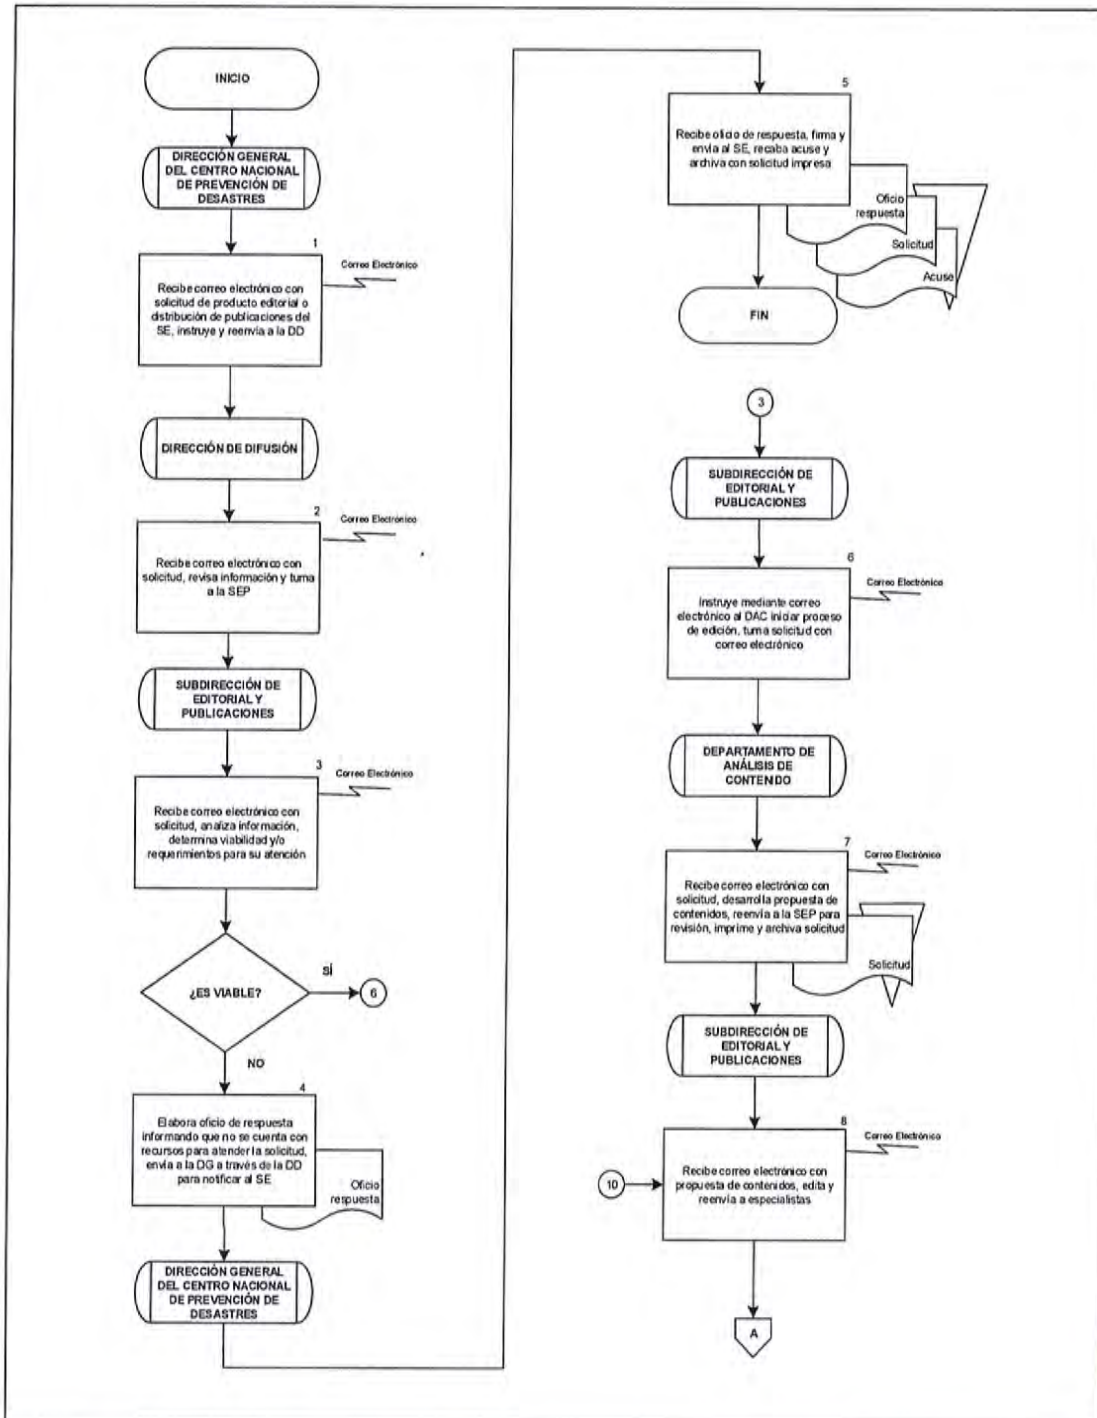 INICIO
DIRECCIÓN GENERAL
DEL CENTRO NACIONAL
DE PREVENCIÓN DE
DESASTRES
1
Correo Electrónico
Recibe correo electrónico con
solicitud de producto editorial o
distribución de publicaciones del
SE, instruye y reenvía a la DD
DIRECCIÓN DE DIFUSIÓN
2
Correo Electrónico
Recibe correo electrónico con
solicitud, revisa información y turna
a la SEP
SUBDIRECCIÓN DE
EDITORIAL Y
PUBLICACIONES
3
Correo Electrónico
Recibe correo electrónico con
solicitud, analiza información,
determina viabilidad y/o
requerimientos para su atención
¿ES VIABLE?
SÍ
6
NO
4
Elabora oficio de respuesta
informando que no se cuenta con
recursos para atender la solicitud,
envía a la DG a través de la DD
para notificar al SE
Oficio
respuesta
DIRECCIÓN GENERAL
DEL CENTRO NACIONAL
DE PREVENCIÓN DE
DESASTRES
5
Recibe oficio de respuesta, firma y
envía al SE, recaba acuse y
archiva con solicitud impresa
Oficio
respuesta
Solicitud
Acuse
FIN
3
SUBDIRECCIÓN DE
EDITORIAL Y
PUBLICACIONES
6
Correo Electrónico
Instruye mediante correo
electrónico al DAC iniciar proceso
de edición, turna solicitud con
correo electrónico
DEPARTAMENTO DE
ANÁLISIS DE
CONTENDO
7
Correo Electrónico
Recibe correo electrónico con
solicitud, desarrolla propuesta de
contenidos, reenvía a la SEP para
revisión, imprime y archiva solicitud
Solicitud
SUBDIRECCIÓN DE
EDITORIAL Y
PUBLICACIONES
8
Correo Electrónico
10
Recibe correo electrónico con
propuesta de contenidos, edita y
reenvía a especialistas
A